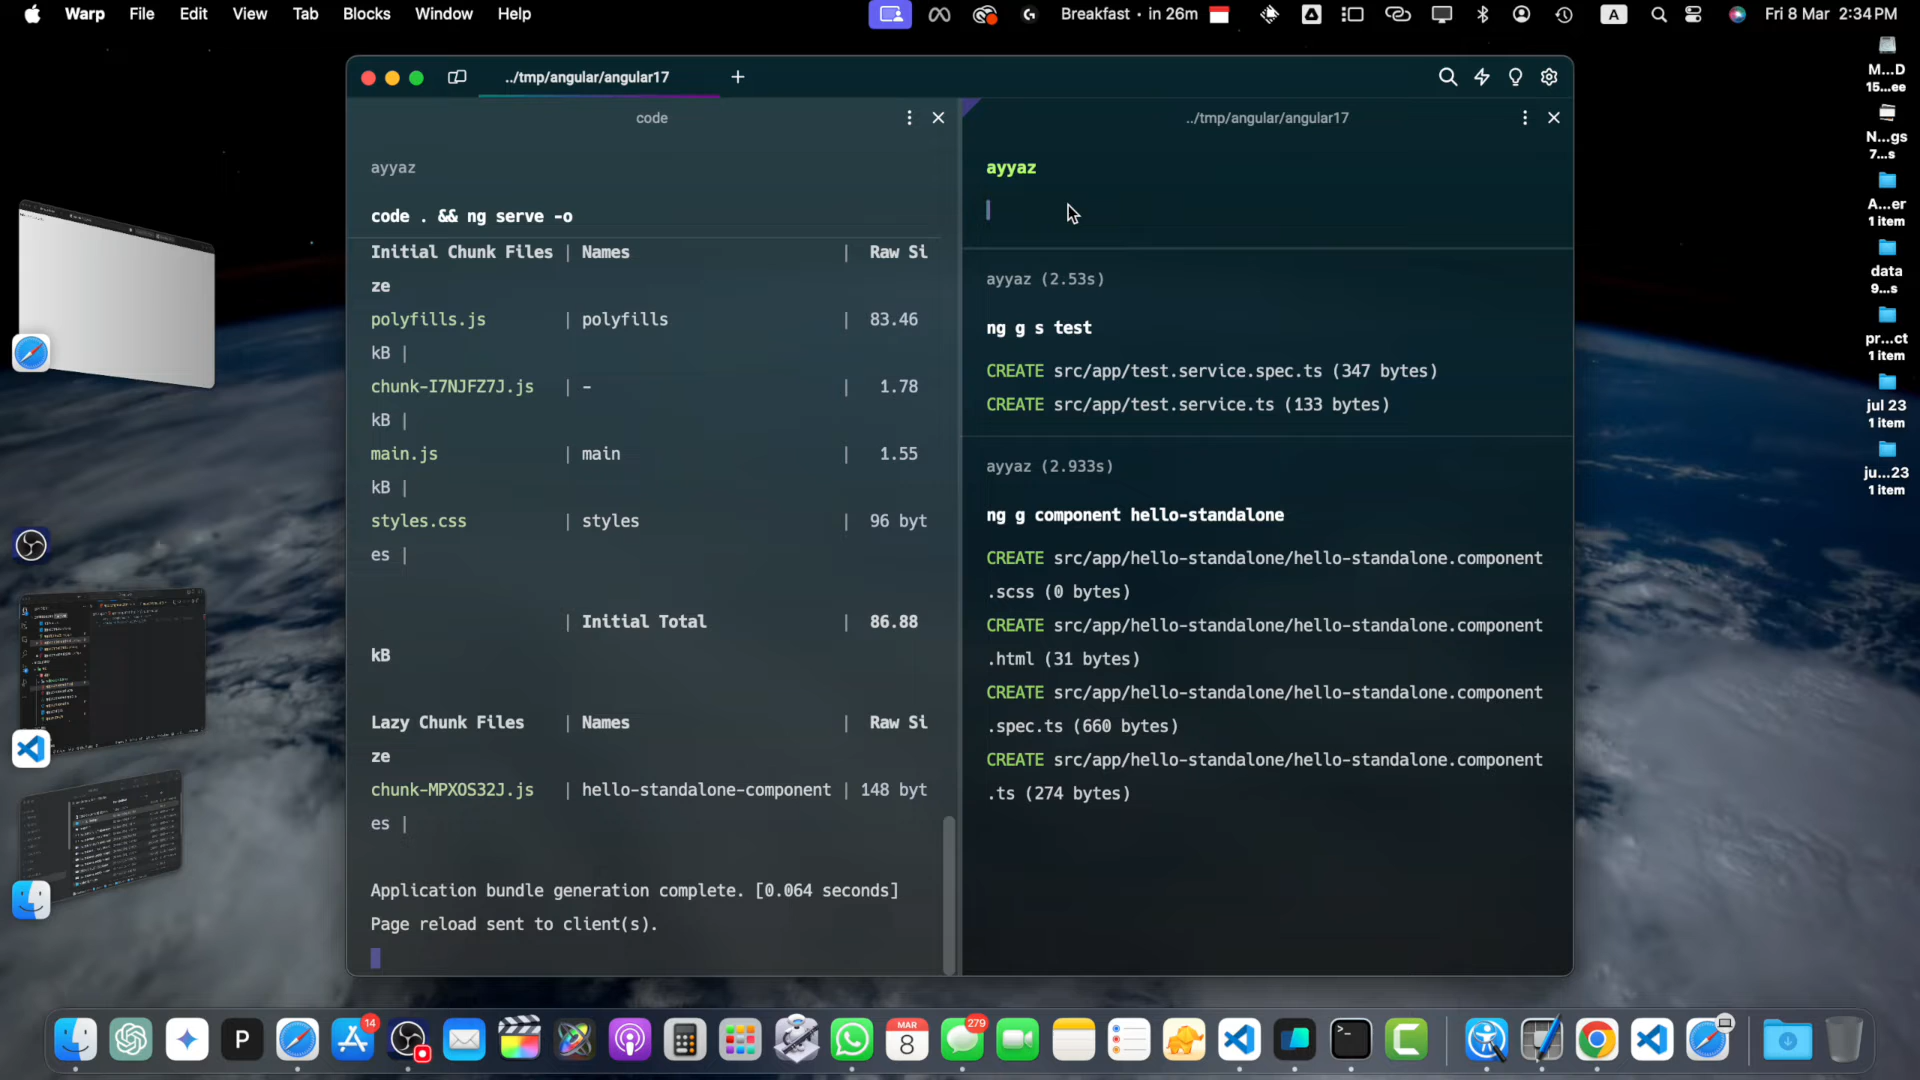 Warp File Edit View Tab Blocks Window Help
Breakfast • in 26m
A
Fri 8 Mar 2:34 PM
../tmp/angular/angular17
code
../tmp/angular/angular17
ayyaz
code . && ng serve -o
Initial Chunk Files | Names | Raw Si
ze
polyfills.js | polyfills | 83.46
kB |
chunk-I7NJFZ7J.js | - | 1.78
kB |
main.js | main | 1.55
kB |
styles.css | styles | 96 byt
es |
| Initial Total | 86.88
kB
Lazy Chunk Files | Names | Raw Si
ze
chunk-MPXOS32J.js | hello-standalone-component | 148 byt
es |
Application bundle generation complete. [0.064 seconds]
Page reload sent to client(s).
ayyaz
ayyaz (2.53s)
ng g s test
CREATE src/app/test.service.spec.ts (347 bytes)
CREATE src/app/test.service.ts (133 bytes)
ayyaz (2.933s)
ng g component hello-standalone
CREATE src/app/hello-standalone/hello-standalone.component
.scss (0 bytes)
CREATE src/app/hello-standalone/hello-standalone.component
.html (31 bytes)
CREATE src/app/hello-standalone/hello-standalone.component
.spec.ts (660 bytes)
CREATE src/app/hello-standalone/hello-standalone.component
.ts (274 bytes)
M...D
15...ee
N...gs
7...s
A...er
1 item
data
9...s
pr...ct
1 item
jul 23
1 item
ju...23
1 item
P
14
MAR
8
279